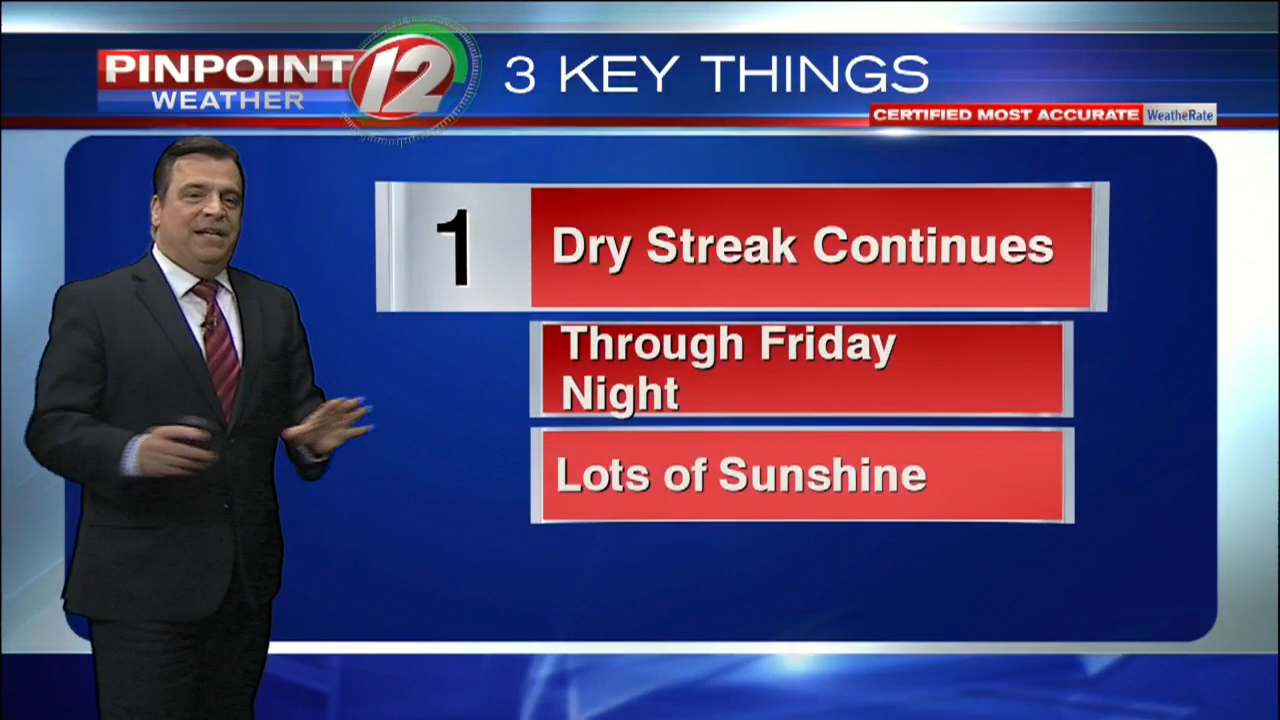 PINPOINT
WEATHER
12
3 KEY THINGS
CERTIFIED MOST ACCURATE
WeatheRate
1
Dry Streak Continues
Through Friday
Night
Lots of Sunshine